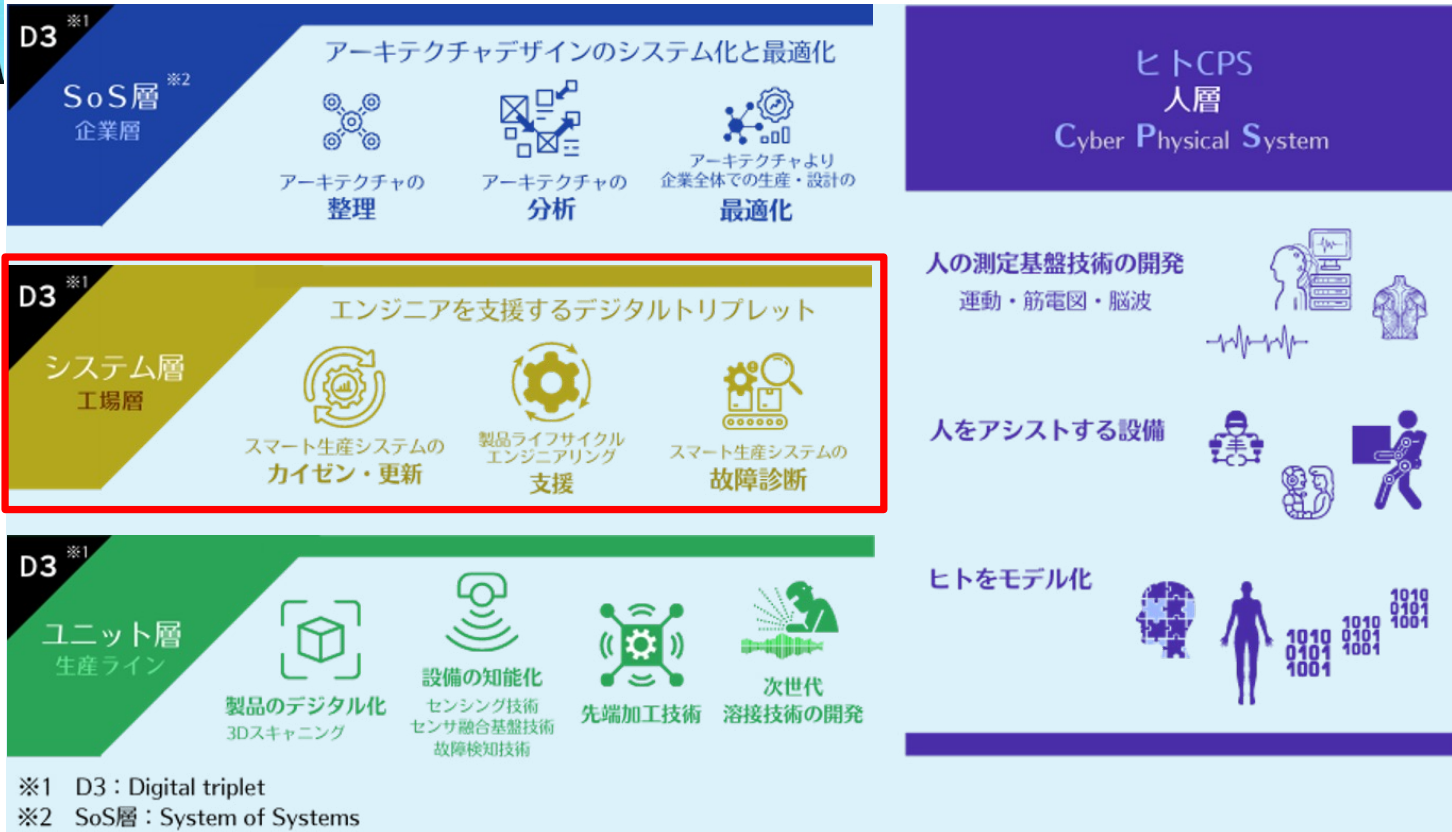 D3 ※1
SoS層 ※2
企業層
アーキテクチャデザインのシステム化と最適化
アーキテクチャの
整理
アーキテクチャの
分析
アーキテクチャより
企業全体での生産・設計の
最適化
D3 ※1
システム層
工場層
エンジニアを支援するデジタルトリプレット
スマート生産システムの
カイゼン・更新
製品ライフサイクル
エンジニアリング
支援
スマート生産システムの
故障診断
D3 ※1
ユニット層
生産ライン
製品のデジタル化
3Dスキャニング
設備の知能化
センシング技術
センサ融合基盤技術
故障検知技術
先端加工技術
次世代
溶接技術の開発
※1 D3：Digital triplet
※2 SoS層：System of Systems
ヒトCPS
人層
Cyber Physical System
人の測定基盤技術の開発
運動・筋電図・脳波
人をアシストする設備
ヒトをモデル化
1010
0101
1001
1010
0101
1001
1010
0101
1001